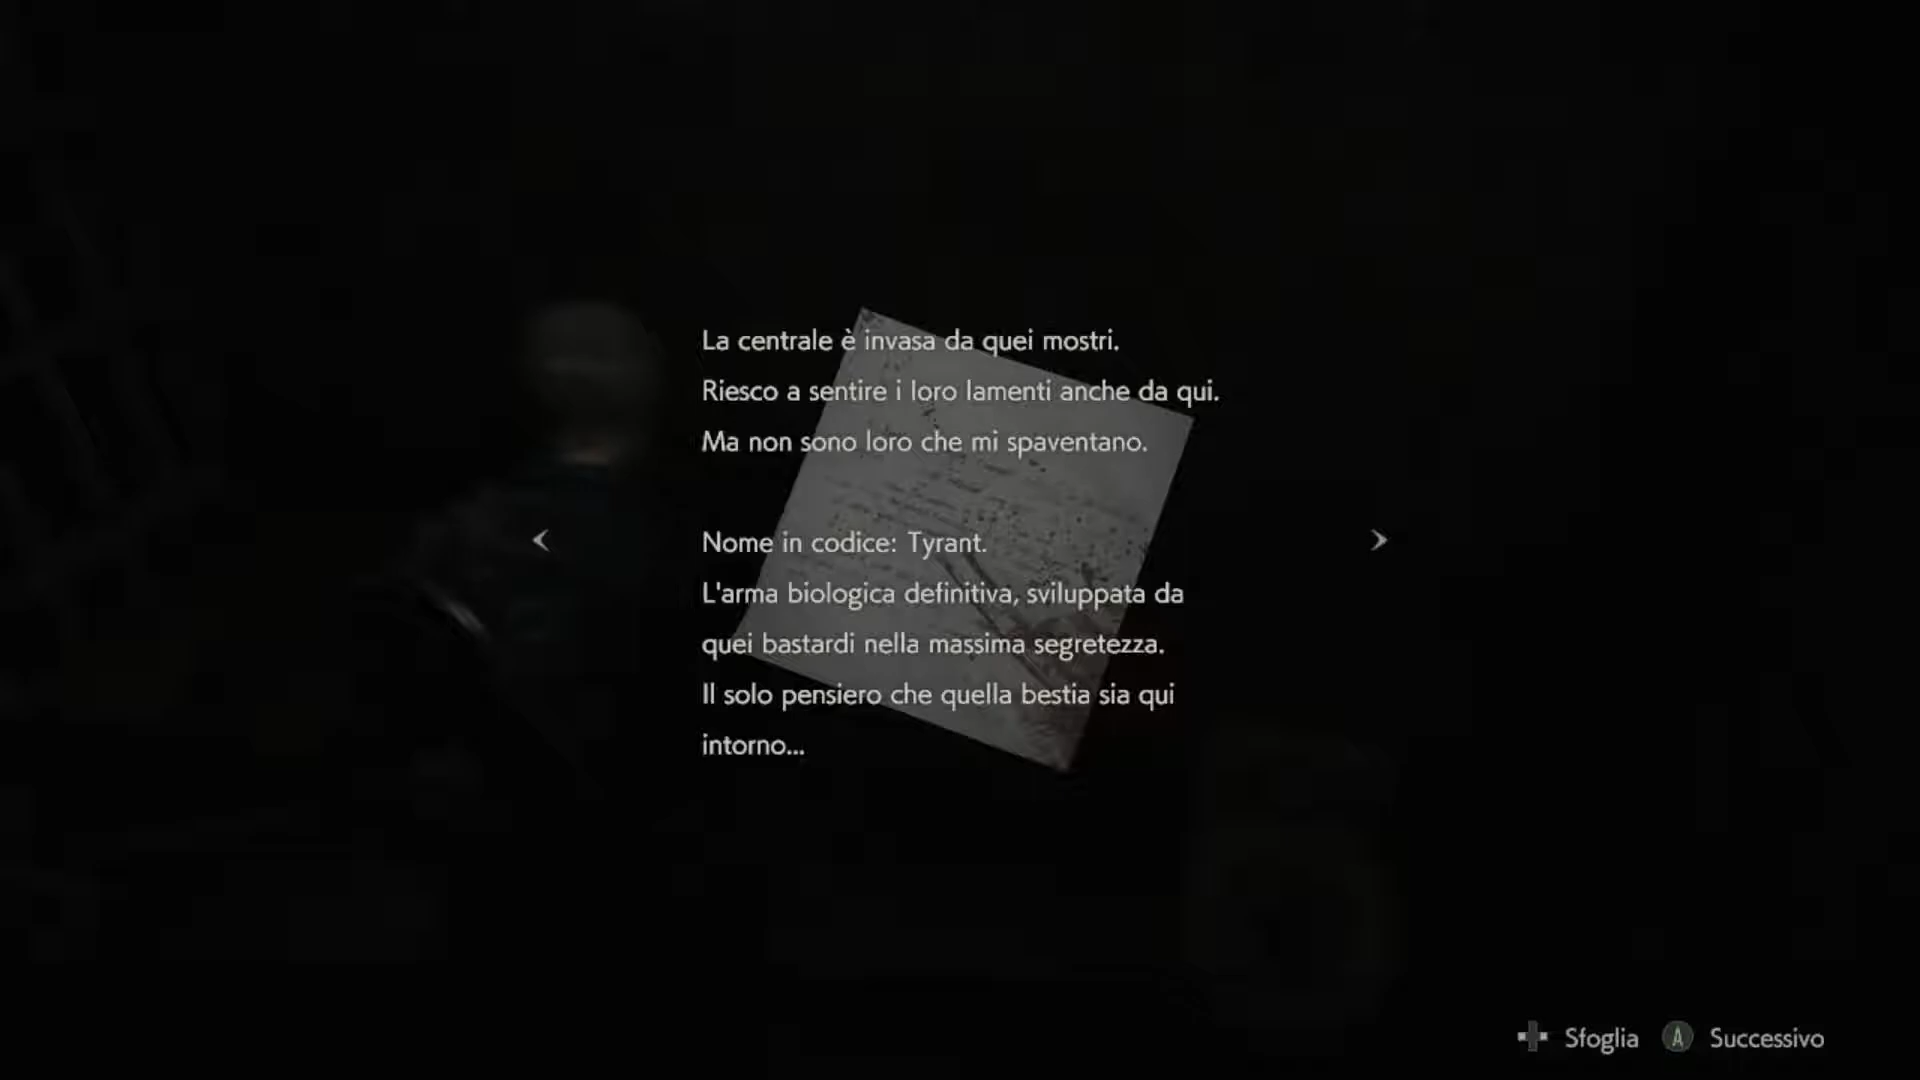 La centrale è invasa da quei mostri.
Riesco a sentire i loro lamenti anche da qui.
Ma non sono loro che mi spaventano.
Nome in codice: Tyrant.
L'arma biologica definitiva, sviluppata da
quei bastardi nella massima segretezza.
Il solo pensiero che quella bestia sia qui
intorno...
Sfoglia A Successivo